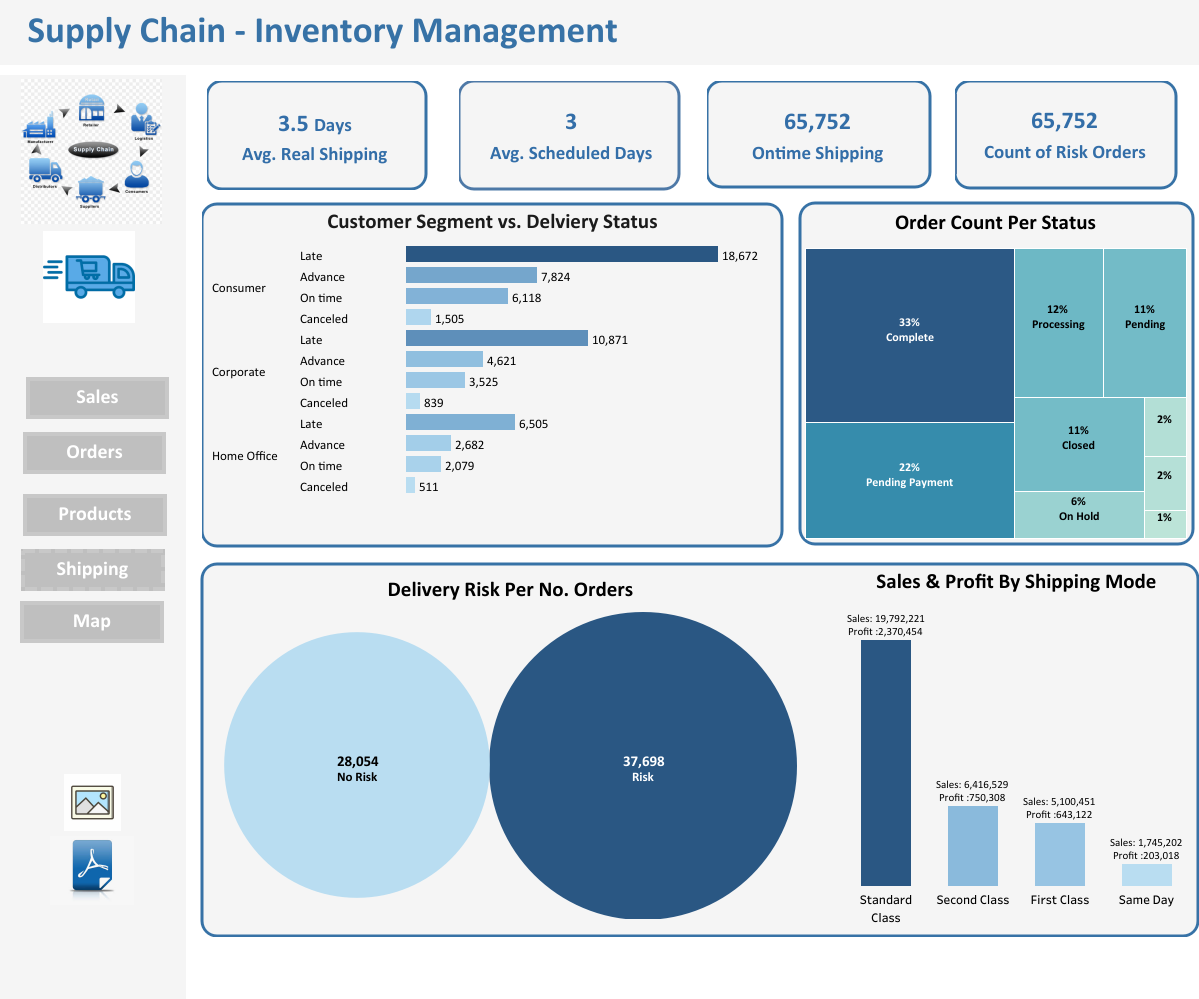 Supply Chain - Inventory Management
Retailer
Manufacturer
Logistics
Supply Chain
Distributors
Consumers
Suppliers
3.5 Days
Avg. Real Shipping
3
Avg. Scheduled Days
65,752
Ontime Shipping
65,752
Count of Risk Orders
Sales
Orders
Products
Shipping
Map
Customer Segment vs. Delviery Status
Consumer
Late 18,672
Advance 7,824
On time 6,118
Canceled 1,505
Corporate
Late 10,871
Advance 4,621
On time 3,525
Canceled 839
Home Office
Late 6,505
Advance 2,682
On time 2,079
Canceled 511
Order Count Per Status
33%
Complete
22%
Pending Payment
12%
Processing
11%
Pending
11%
Closed
6%
On Hold
2%
2%
1%
Delivery Risk Per No. Orders
28,054
No Risk
37,698
Risk
Sales & Profit By Shipping Mode
Sales: 19,792,221
Profit :2,370,454
Sales: 6,416,529
Profit :750,308
Sales: 5,100,451
Profit :643,122
Sales: 1,745,202
Profit :203,018
Standard
Class
Second Class
First Class
Same Day